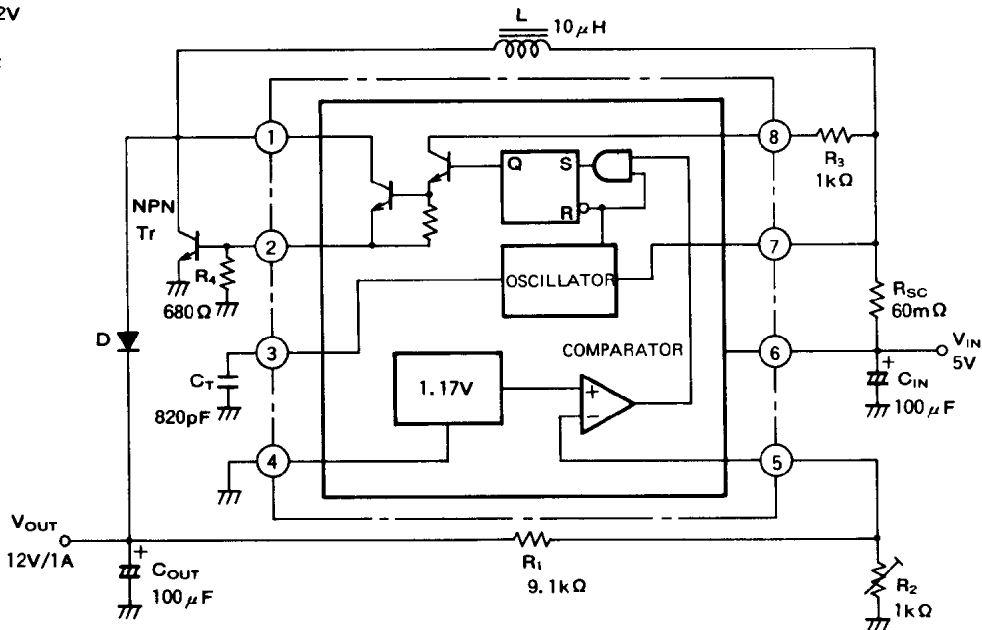 2V
L
10μH
1
8
R3
1kΩ
Q
S
R
NPN
Tr
2
7
R4
680Ω
OSCILLATOR
RSC
60mΩ
D
3
COMPARATOR
6
VIN
5V
CT
820pF
1.17V
+
−
+
CIN
100μF
4
5
VOUT
12V/1A
+
COUT
100μF
R1
9.1kΩ
R2
1kΩ